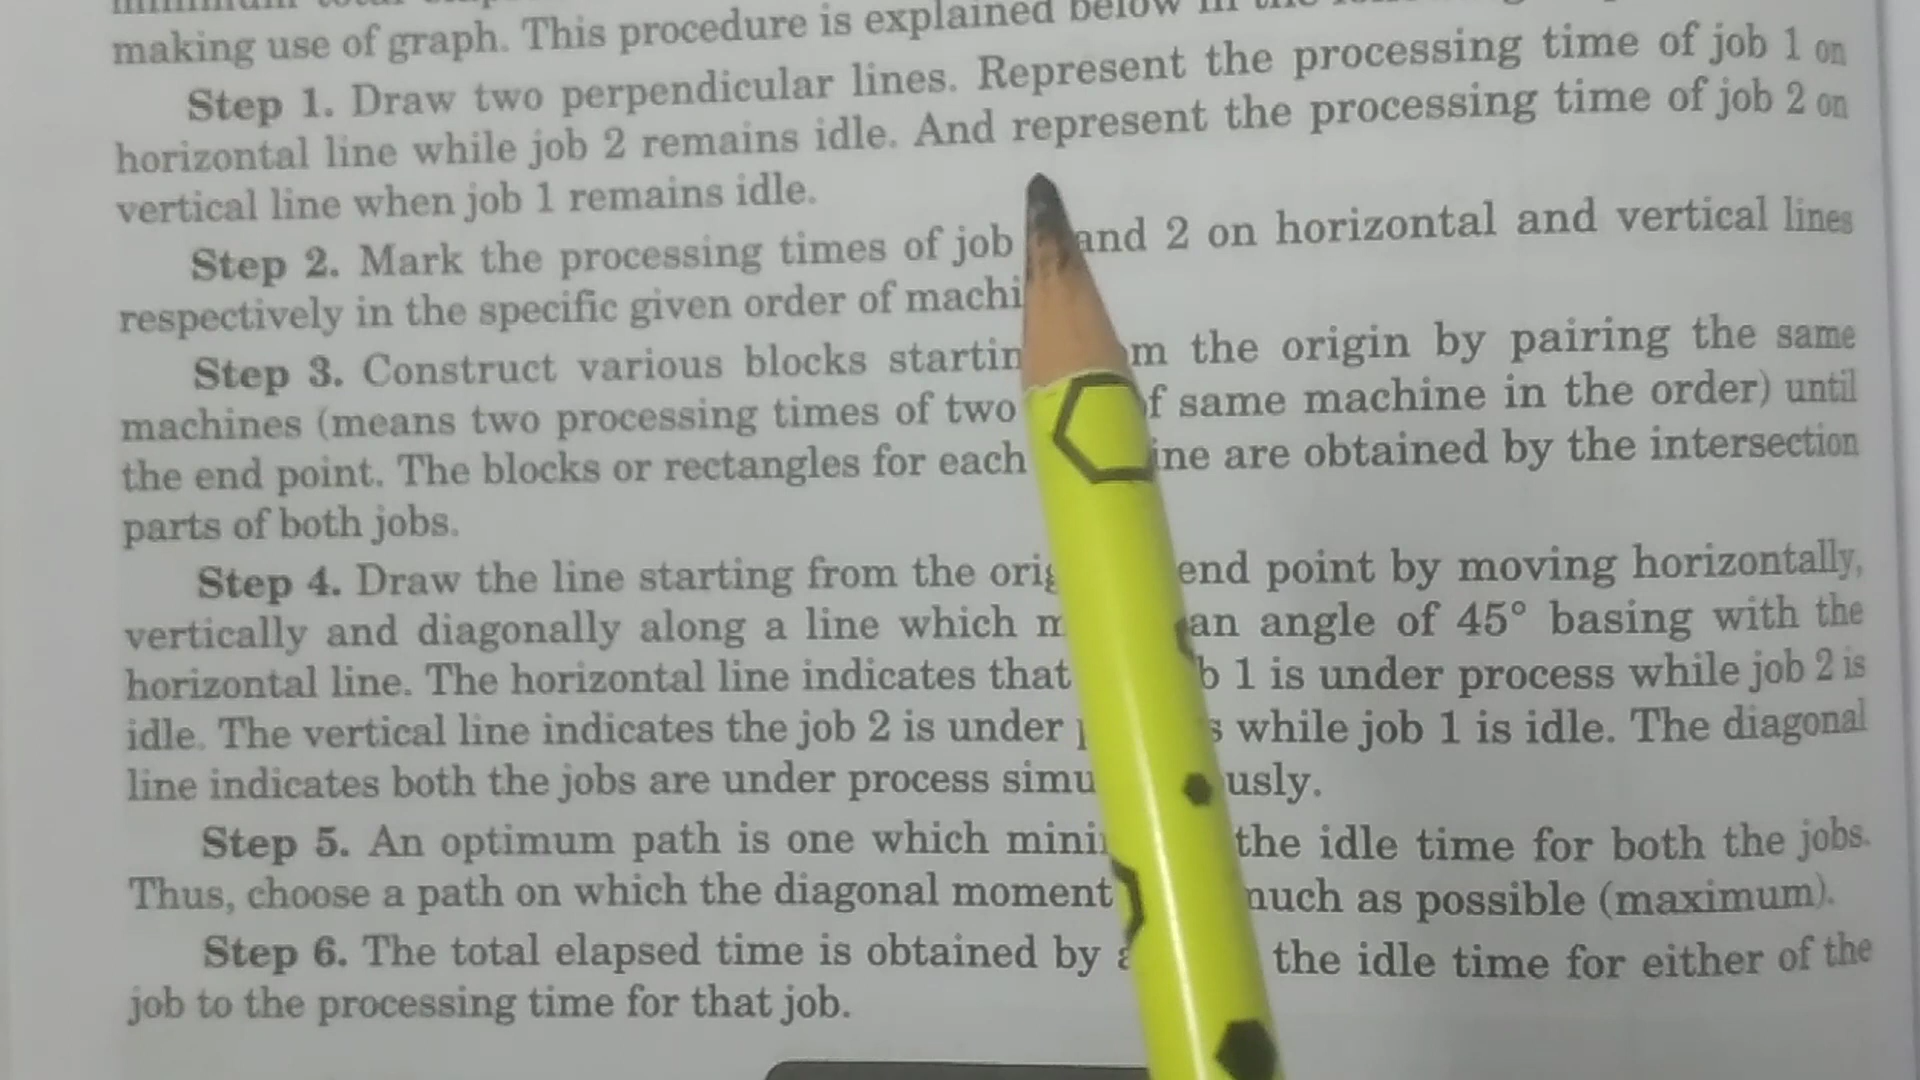 making use of graph. This procedure is explained below in the
Step 1. Draw two perpendicular lines. Represent the processing time of job 1 on
horizontal line while job 2 remains idle. And represent the processing time of job 2 on
vertical line when job 1 remains idle.
Step 2. Mark the processing times of job and 2 on horizontal and vertical lines
respectively in the specific given order of
Step 3. Construct various blocks the origin by pairing the same
machines (means two processing times of two same machine in the order) until
the end point. The blocks or rectangles for each are obtained by the intersection
parts of both jobs.
Step 4. Draw the line starting from the end point by moving horizontally,
vertically and diagonally along a line which an angle of 45° basing with the
horizontal line. The horizontal line indicates that 1 is under process while job 2 is
idle. The vertical line indicates the job 2 is under while job 1 is idle. The diagonal
line indicates both the jobs are under process
Step 5. An optimum path is one which the idle time for both the jobs.
Thus, choose a path on which the diagonal moment much as possible (maximum).
Step 6. The total elapsed time is obtained by the idle time for either of the
job to the processing time for that job.